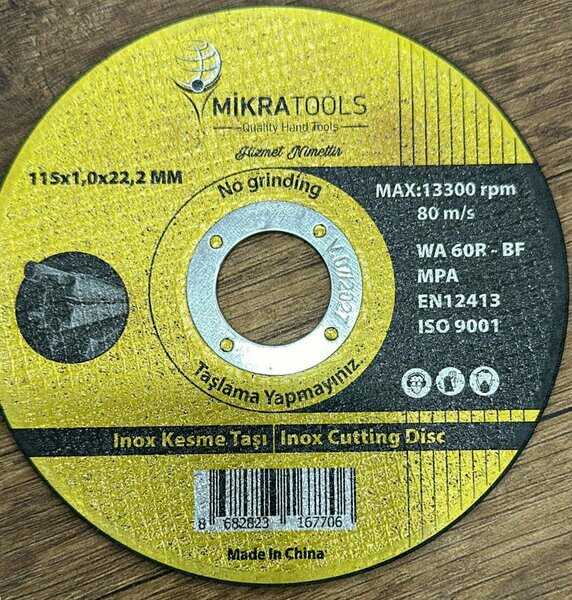 MİKRATOOLS
Quality Hand Tools
Hizmet Nimettir
115x1,0x22,2 MM
No grinding
MAX:13300 rpm
80 m/s
WA 60R - BF
MPA
EN12413
ISO 9001
V 01/2027
Taşlama Yapmayınız
Inox Kesme Taşı Inox Cutting Disc
8 682823 167706
Made In China